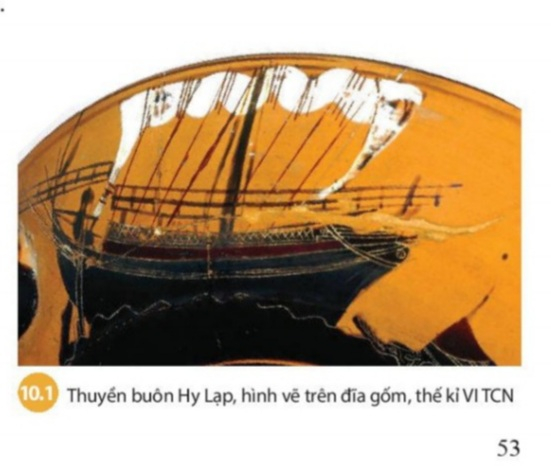 10.1 Thuyền buôn Hy Lạp, hình vẽ trên đĩa gốm, thế kỉ VI TCN
53